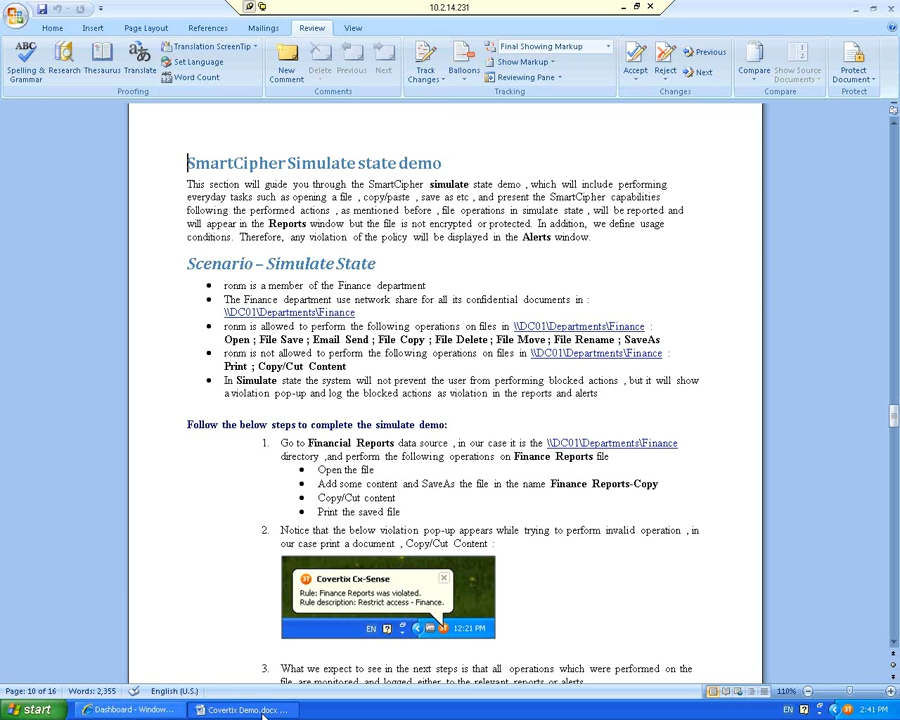 10.2.14.231
Home Insert Page Layout References Mailings Review View
ABC
Spelling & Grammar
Research
Thesaurus
Translate
Translation ScreenTip
Set Language
Word Count
Proofing
New Comment
Delete
Previous
Next
Comments
Track Changes
Balloons
Final Showing Markup
Show Markup
Reviewing Pane
Tracking
Accept
Reject
Previous
Next
Changes
Compare
Show Source Documents
Compare
Protect Document
Protect
SmartCipher Simulate state demo
This section will guide you through the SmartCipher simulate state demo , which will include performing
everyday tasks such as opening a file , copy/paste , save as etc , and present the SmartCipher capabilities
following the performed actions , as mentioned before , file operations in simulate state , will be reported and
will appear in the Reports window but the file is not encrypted or protected. In addition, we define usage
conditions. Therefore, any violation of the policy will be displayed in the Alerts window.
Scenario – Simulate State
• ronm is a member of the Finance department
• The Finance department use network share for all its confidential documents in :
\\DC01\Departments\Finance
• ronm is allowed to perform the following operations on files in \\DC01\Departments\Finance :
Open ; File Save ; Email Send ; File Copy ; File Delete ; File Move ; File Rename ; SaveAs
• ronm is not allowed to perform the following operations on files in \\DC01\Departments\Finance :
Print ; Copy/Cut Content
• In Simulate state the system will not prevent the user from performing blocked actions , but it will show
a violation pop-up and log the blocked actions as violation in the reports and alerts
Follow the below steps to complete the simulate demo:
1. Go to Financial Reports data source , in our case it is the \\DC01\Departments\Finance
directory ,and perform the following operations on Finance Reports file
• Open the file
• Add some content and SaveAs the file in the name Finance Reports-Copy
• Copy/Cut content
• Print the saved file
2. Notice that the below violation pop-up appears while trying to perform invalid operation , in
our case print a document , Copy/Cut Content :
Covertix Cx-Sense
Rule: Finance Reports was violated.
Rule description: Restrict access - Finance.
EN 12:21 PM
3. What we expect to see in the next steps is that all operations which were performed on the
file are monitored and logged either to the relevant reports or alerts
Page: 10 of 16 Words: 2,355 English (U.S.) 110%
start Dashboard - Window... Covertix Demo.docx ... EN 2:41 PM